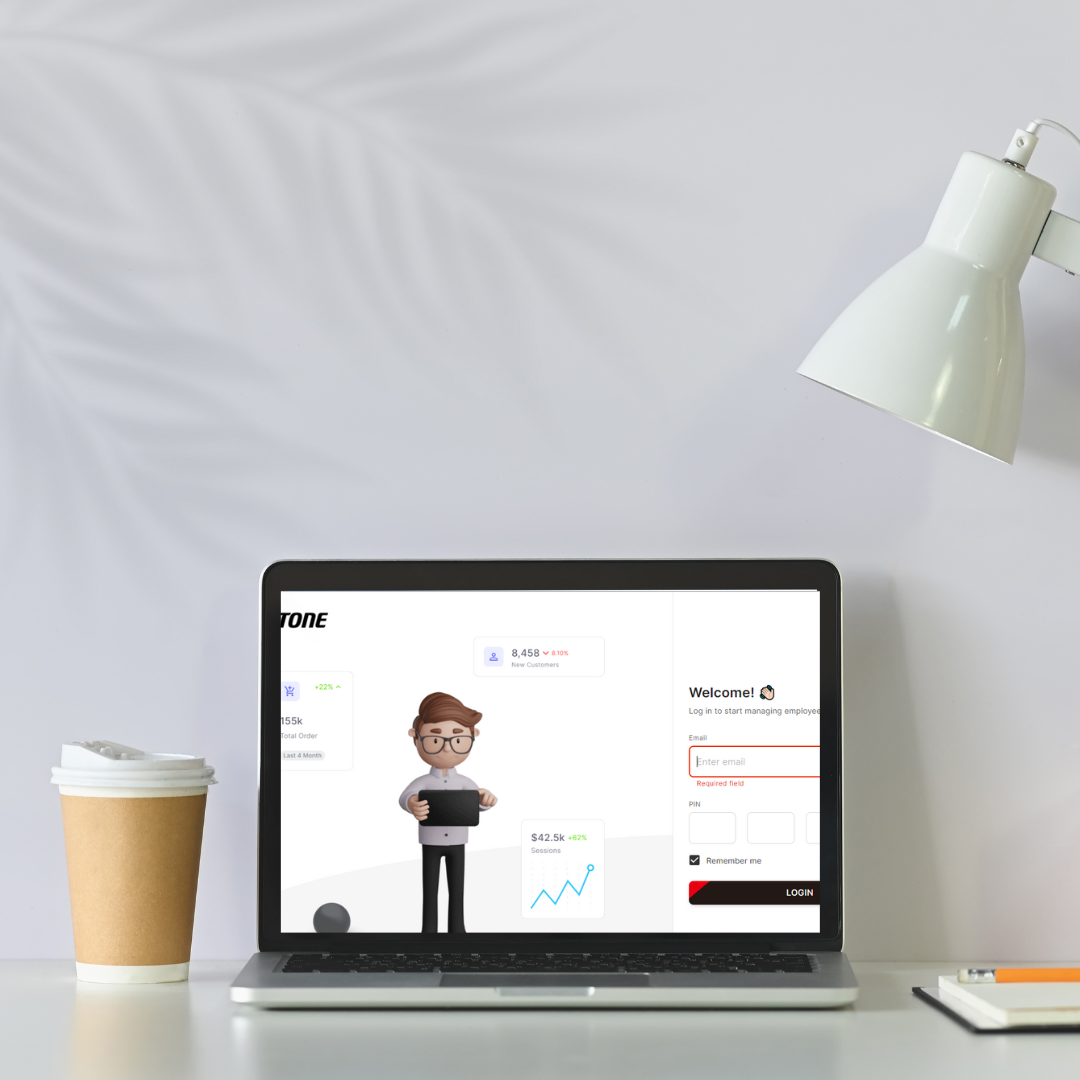 TONE
8,458 8.10%
New Customers
+22%
155k
Total Order
Last 4 Month
$42.5k +62%
Sessions
Welcome! 👋🏻
Log in to start managing employee
Email
Enter email
Required field
PIN
Remember me
LOGIN